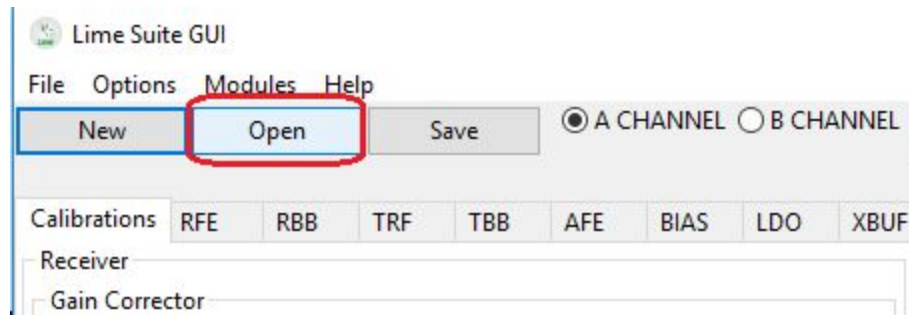 Lime Suite GUI
File Options Modules Help
New Open Save A CHANNEL B CHANNEL
Calibrations RFE RBB TRF TBB AFE BIAS LDO XBUF
Receiver
Gain Corrector